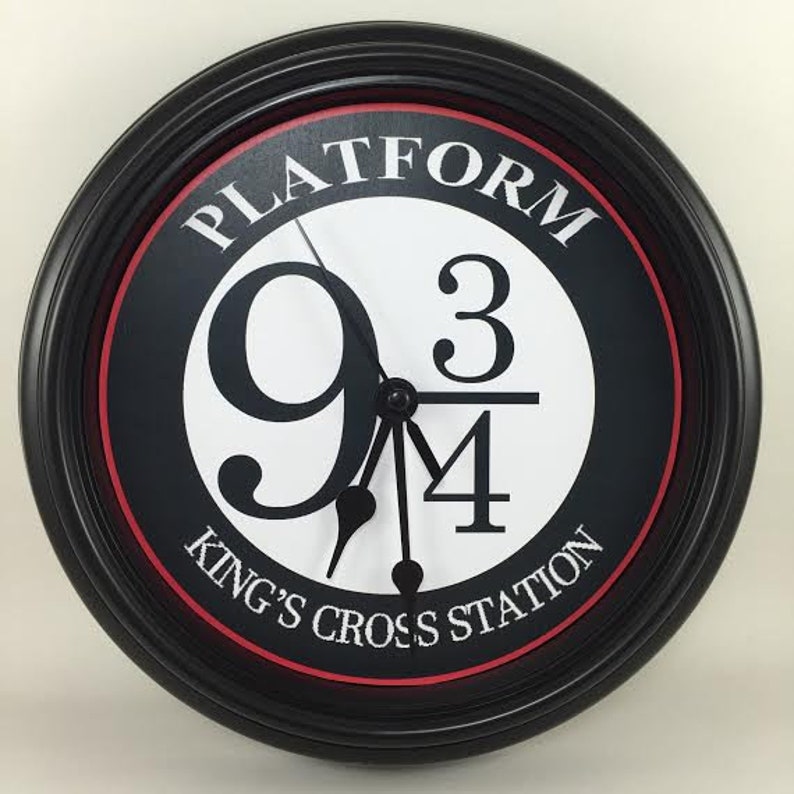 PLATFORM
9 3/4
KING'S CROSS STATION